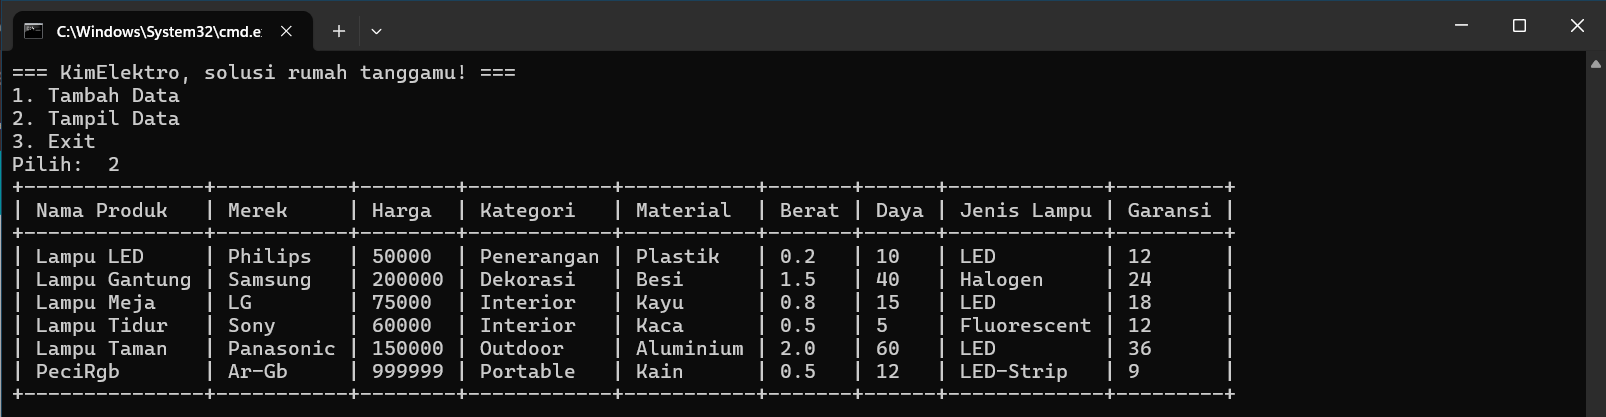 C:\Windows\System32\cmd.e
=== KimElektro, solusi rumah tanggamu! ===
1. Tambah Data
2. Tampil Data
3. Exit
Pilih:  2
+---------------+-----------+--------+------------+-----------+-------+------+-------------+---------+
| Nama Produk   | Merek     | Harga  | Kategori   | Material  | Berat | Daya | Jenis Lampu | Garansi |
+---------------+-----------+--------+------------+-----------+-------+------+-------------+---------+
| Lampu LED     | Philips   | 50000  | Penerangan | Plastik   | 0.2   | 10   | LED         | 12      |
| Lampu Gantung | Samsung   | 200000 | Dekorasi   | Besi      | 1.5   | 40   | Halogen     | 24      |
| Lampu Meja    | LG        | 75000  | Interior   | Kayu      | 0.8   | 15   | LED         | 18      |
| Lampu Tidur   | Sony      | 60000  | Interior   | Kaca      | 0.5   | 5    | Fluorescent | 12      |
| Lampu Taman   | Panasonic | 150000 | Outdoor    | Aluminium | 2.0   | 60   | LED         | 36      |
| PeciRgb       | Ar-Gb     | 999999 | Portable   | Kain      | 0.5   | 12   | LED-Strip   | 9       |
+---------------+-----------+--------+------------+-----------+-------+------+-------------+---------+